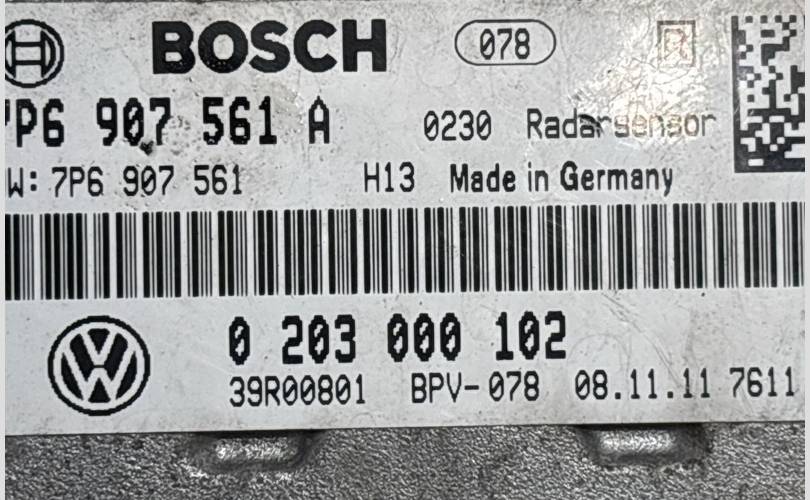 BOSCH 078 R
7P6 907 561 A 0230 Radarsensor
W: 7P6 907 561 H13 Made in Germany
0 203 000 102
39R00801 BPV-078 08.11.11 7611